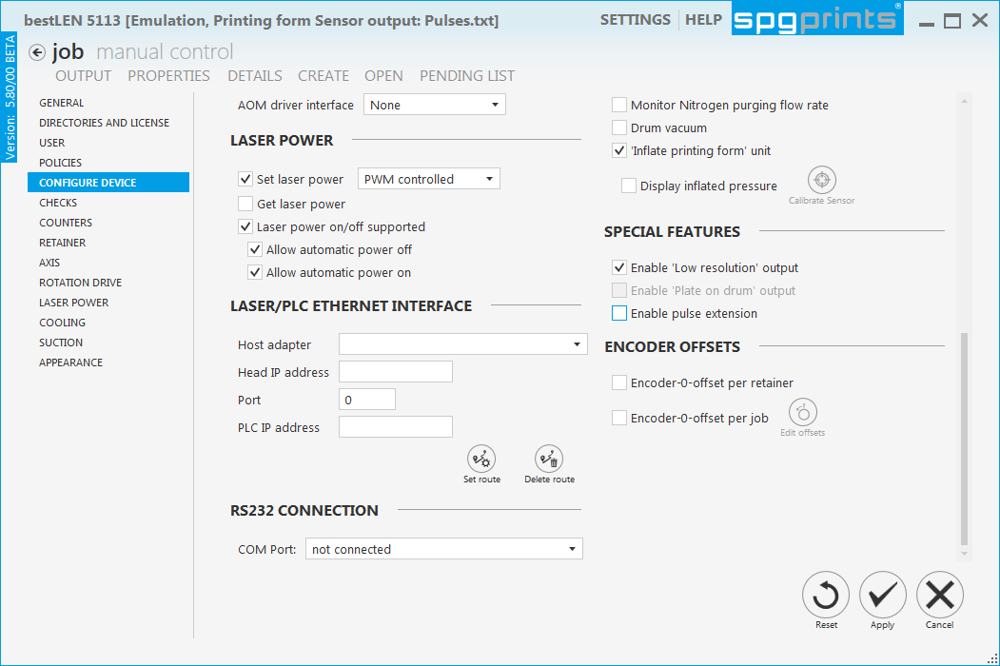 bestLEN 5113 [Emulation, Printing form Sensor output: Pulses.txt]
SETTINGS HELP
spgprints®
Version: 5.80/00 BETA
job manual control
OUTPUT PROPERTIES DETAILS CREATE OPEN PENDING LIST
GENERAL
DIRECTORIES AND LICENSE
USER
POLICIES
CONFIGURE DEVICE
CHECKS
COUNTERS
RETAINER
AXIS
ROTATION DRIVE
LASER POWER
COOLING
SUCTION
APPEARANCE
AOM driver interface None
LASER POWER
Set laser power PWM controlled
Get laser power
Laser power on/off supported
Allow automatic power off
Allow automatic power on
LASER/PLC ETHERNET INTERFACE
Host adapter
Head IP address
Port 0
PLC IP address
Set route Delete route
RS232 CONNECTION
COM Port: not connected
Monitor Nitrogen purging flow rate
Drum vacuum
'Inflate printing form' unit
Display inflated pressure
Calibrate Sensor
SPECIAL FEATURES
Enable 'Low resolution' output
Enable 'Plate on drum' output
Enable pulse extension
ENCODER OFFSETS
Encoder-0-offset per retainer
Encoder-0-offset per job
Edit offsets
Reset Apply Cancel